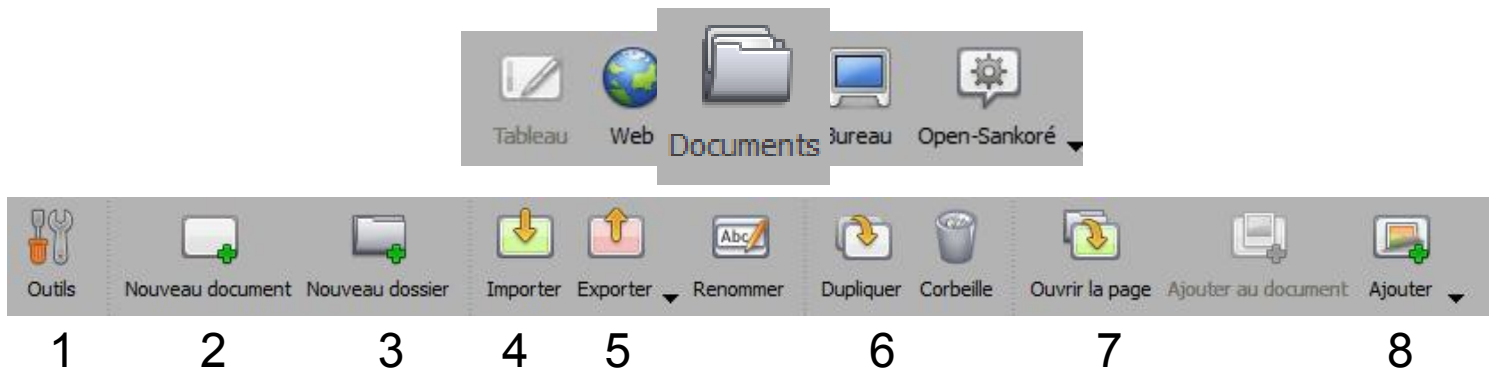 Tableau Web Documents Bureau Open-Sankoré
Abc
Outils Nouveau document Nouveau dossier Importer Exporter Renommer Dupliquer Corbeille Ouvrir la page Ajouter au document Ajouter
1 2 3 4 5 6 7 8